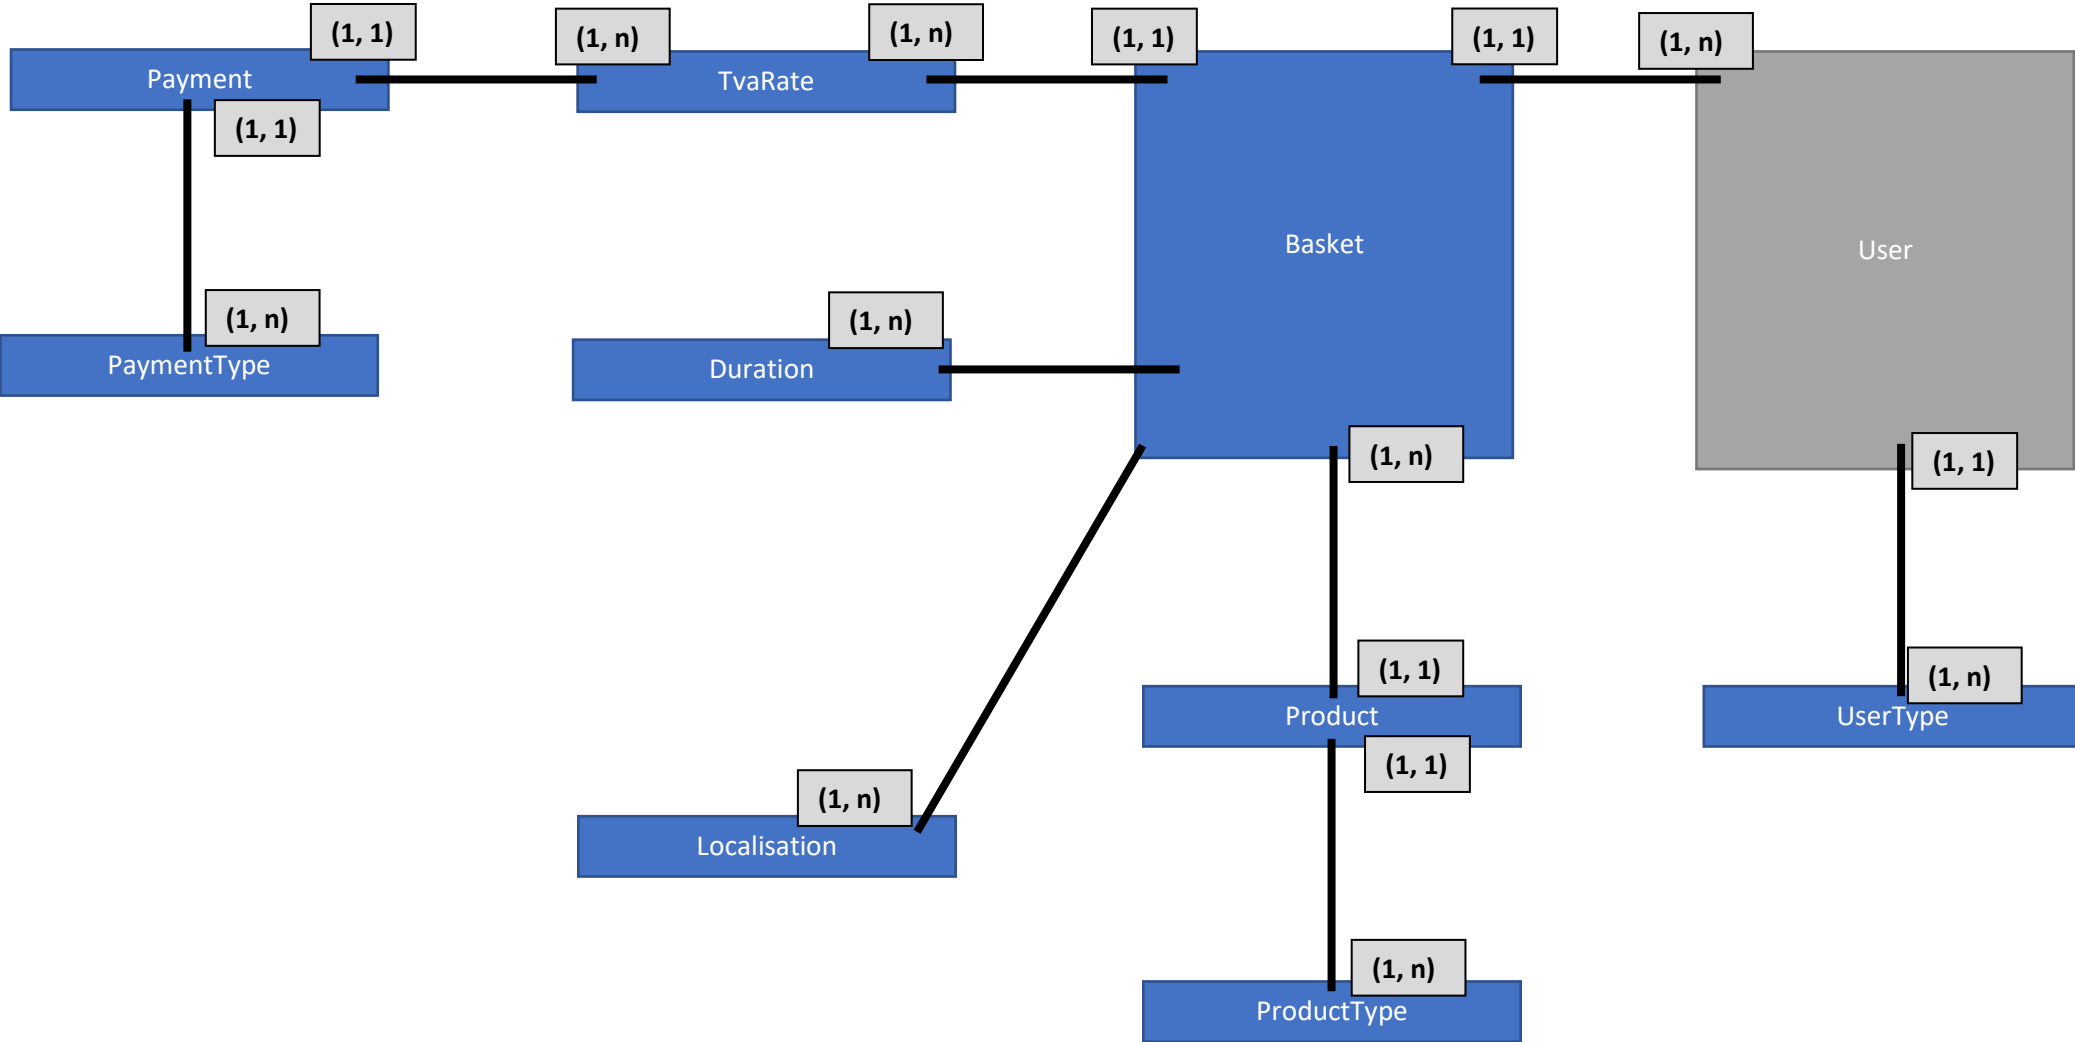 (1, 1)
(1, n)
(1, n)
(1, 1)
(1, 1)
(1, n)
Payment
TvaRate
(1, 1)
Basket
User
(1, n)
(1, n)
PaymentType
Duration
(1, n)
(1, 1)
(1, 1)
(1, n)
Product
UserType
(1, 1)
(1, n)
Localisation
(1, n)
ProductType